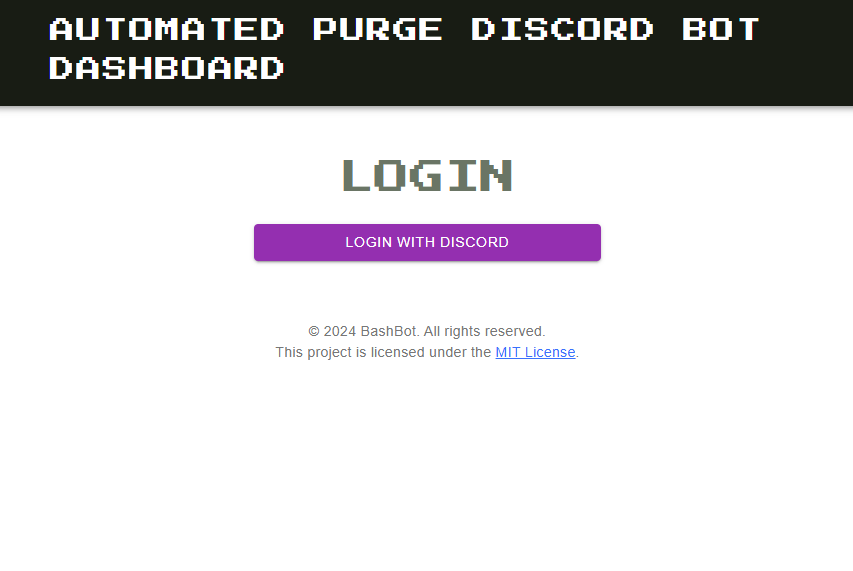 AUTOMATED PURGE DISCORD BOT
DASHBOARD
LOGIN
LOGIN WITH DISCORD
© 2024 BashBot. All rights reserved.
This project is licensed under the MIT License.